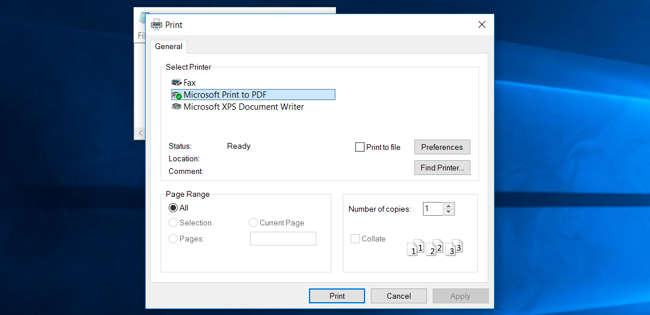 Print
Fil
General
Select Printer
Fax
Microsoft Print to PDF
Microsoft XPS Document Writer
Status: Ready
Print to file
Preferences
Location:
Comment:
Find Printer...
Page Range
All
Selection
Current Page
Pages:
Number of copies: 1
Collate
1 1 2 2 3 3
Print
Cancel
Apply